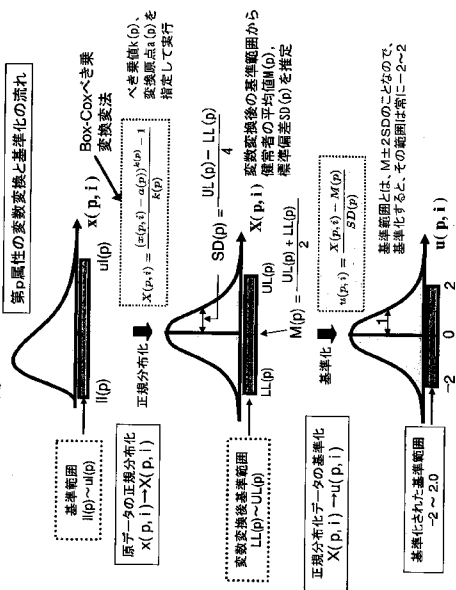 第p属性の変数変換と基準化の流れ
基準範囲
ll(p)~ul(p)
ll(p)
ul(p)
x(p,i)
Box-Coxべき乗
変換変法
原データの正規分布化
x(p,i)→X(p,i)
正規分布化
X(p,i) = ((x(p,i) − a(p))^k(p) − 1) / k(p)
べき乗値k(p)、
変換原点a(p)を
指定して実行
SD(p) = (UL(p) − LL(p)) / 4
変数変換後基準範囲
LL(p)~UL(p)
LL(p)
UL(p)
X(p,i)
M(p) = (UL(p) + LL(p)) / 2
変数変換後の基準範囲から
健常者の平均値M(p),
標準偏差SD(p)を推定
正規分布化データの基準化
X(p,i)→u(p,i)
基準化
u(p,i) = (X(p,i) − M(p)) / SD(p)
基準範囲とは、M±2SDのことなので、
基準化すると、その範囲は常に−2~2
1
基準化された基準範囲
-2 ~ 2.0
-2
0
2
u(p,i)